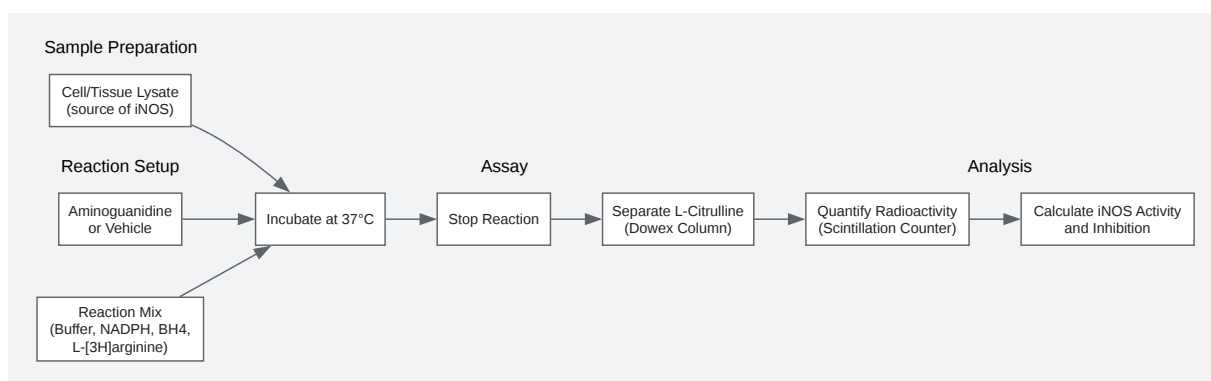 Sample Preparation
Cell/Tissue Lysate
(source of iNOS)
Reaction Setup
Aminoguanidine
or Vehicle
Reaction Mix
(Buffer, NADPH, BH4,
L-[3H]arginine)
Incubate at 37°C
Assay
Stop Reaction
Separate L-Citrulline
(Dowex Column)
Analysis
Quantify Radioactivity
(Scintillation Counter)
Calculate iNOS Activity
and Inhibition